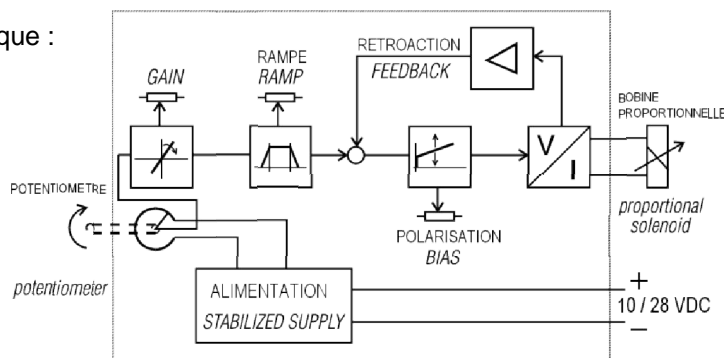 que :
GAIN
RAMPE
RAMP
RETROACTION
FEEDBACK
BOBINE
PROPORTIONNELLE
V
I
POTENTIOMETRE
proportional
solenoid
POLARISATION
BIAS
potentiometer
ALIMENTATION
STABILIZED SUPPLY
+
10 / 28 VDC
−